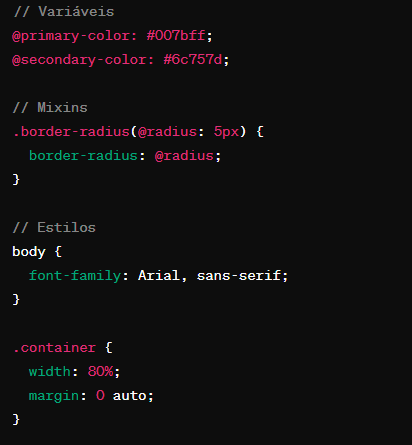 // Variáveis
@primary-color: #007bff;
@secondary-color: #6c757d;

// Mixins
.border-radius(@radius: 5px) {
  border-radius: @radius;
}

// Estilos
body {
  font-family: Arial, sans-serif;
}

.container {
  width: 80%;
  margin: 0 auto;
}